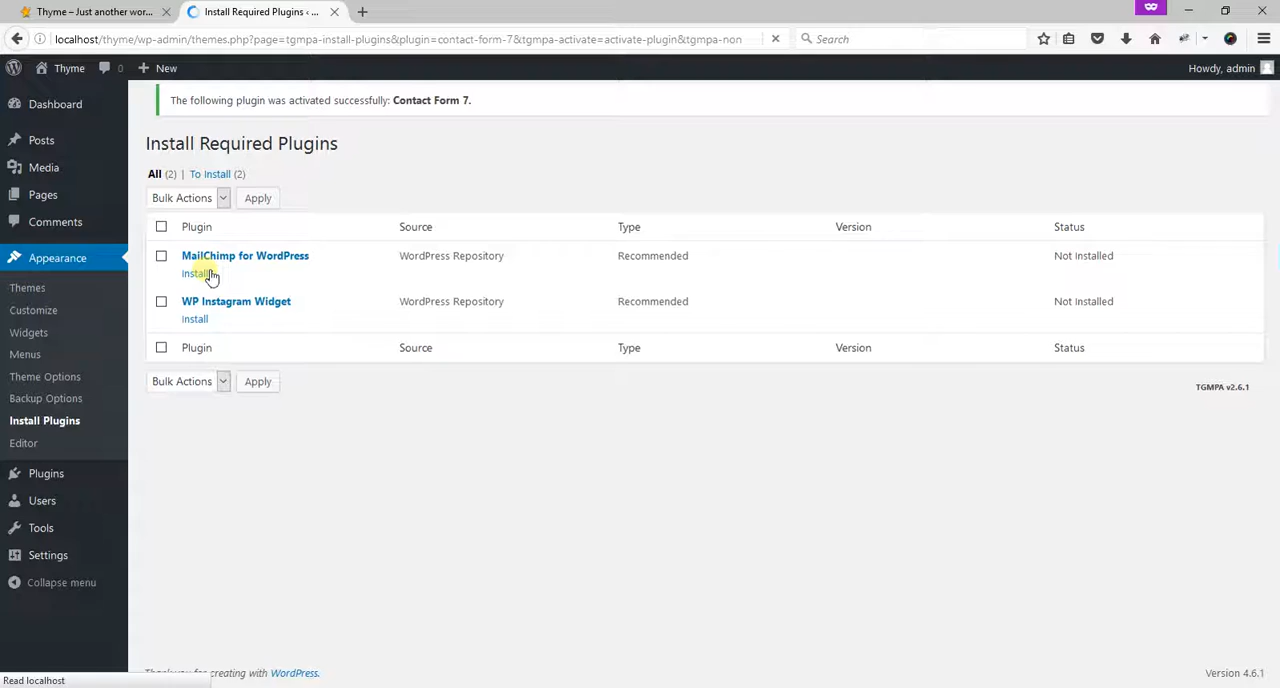 Thyme – Just another wor...
Install Required Plugins ‹ ...
localhost/thyme/wp-admin/themes.php?page=tgmpa-install-plugins&plugin=contact-form-7&tgmpa-activate=activate-plugin&tgmpa-non
Search
Thyme
0
New
Howdy, admin
Dashboard
Posts
Media
Pages
Comments
Appearance
Themes
Customize
Widgets
Menus
Theme Options
Backup Options
Install Plugins
Editor
Plugins
Users
Tools
Settings
Collapse menu
The following plugin was activated successfully: Contact Form 7.
Install Required Plugins
All (2) | To Install (2)
Bulk Actions Apply
Plugin Source Type Version Status
MailChimp for WordPress WordPress Repository Recommended Not Installed
Install
WP Instagram Widget WordPress Repository Recommended Not Installed
Install
Plugin Source Type Version Status
Bulk Actions Apply
TGMPA v2.6.1
Thank you for creating with WordPress.
Version 4.6.1
Read localhost